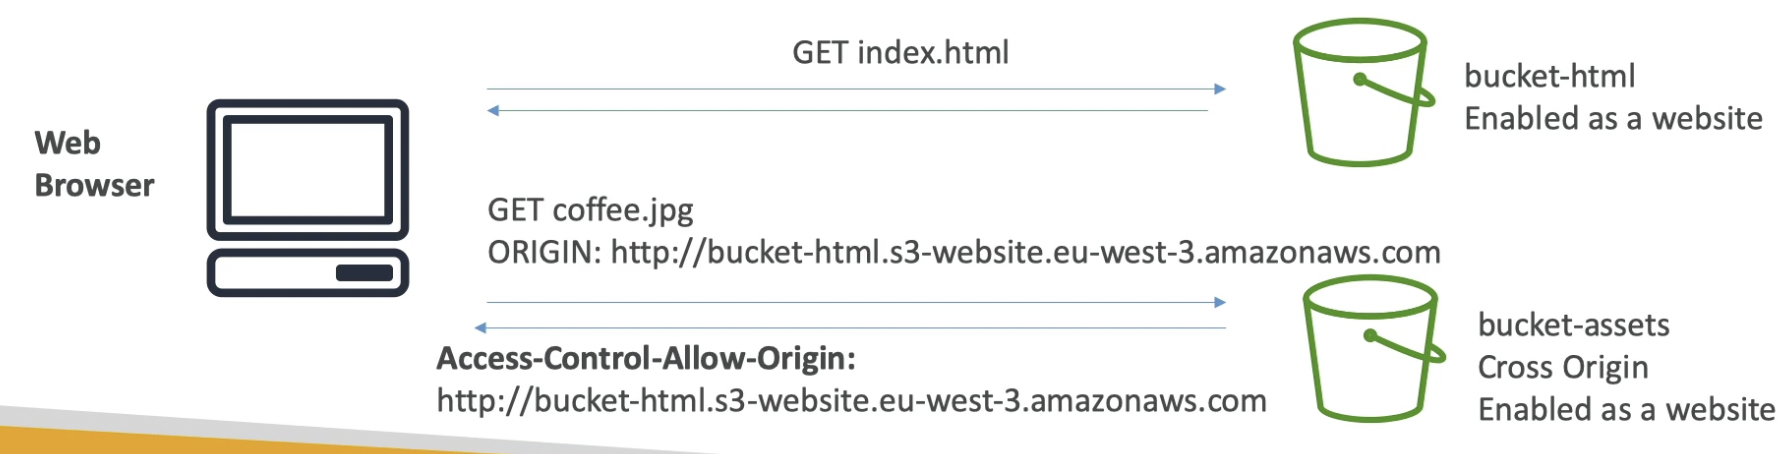 GET index.html
bucket-html
Enabled as a website
Web
Browser
GET coffee.jpg
ORIGIN: http://bucket-html.s3-website.eu-west-3.amazonaws.com
bucket-assets
Cross Origin
Enabled as a website
Access-Control-Allow-Origin:
http://bucket-html.s3-website.eu-west-3.amazonaws.com